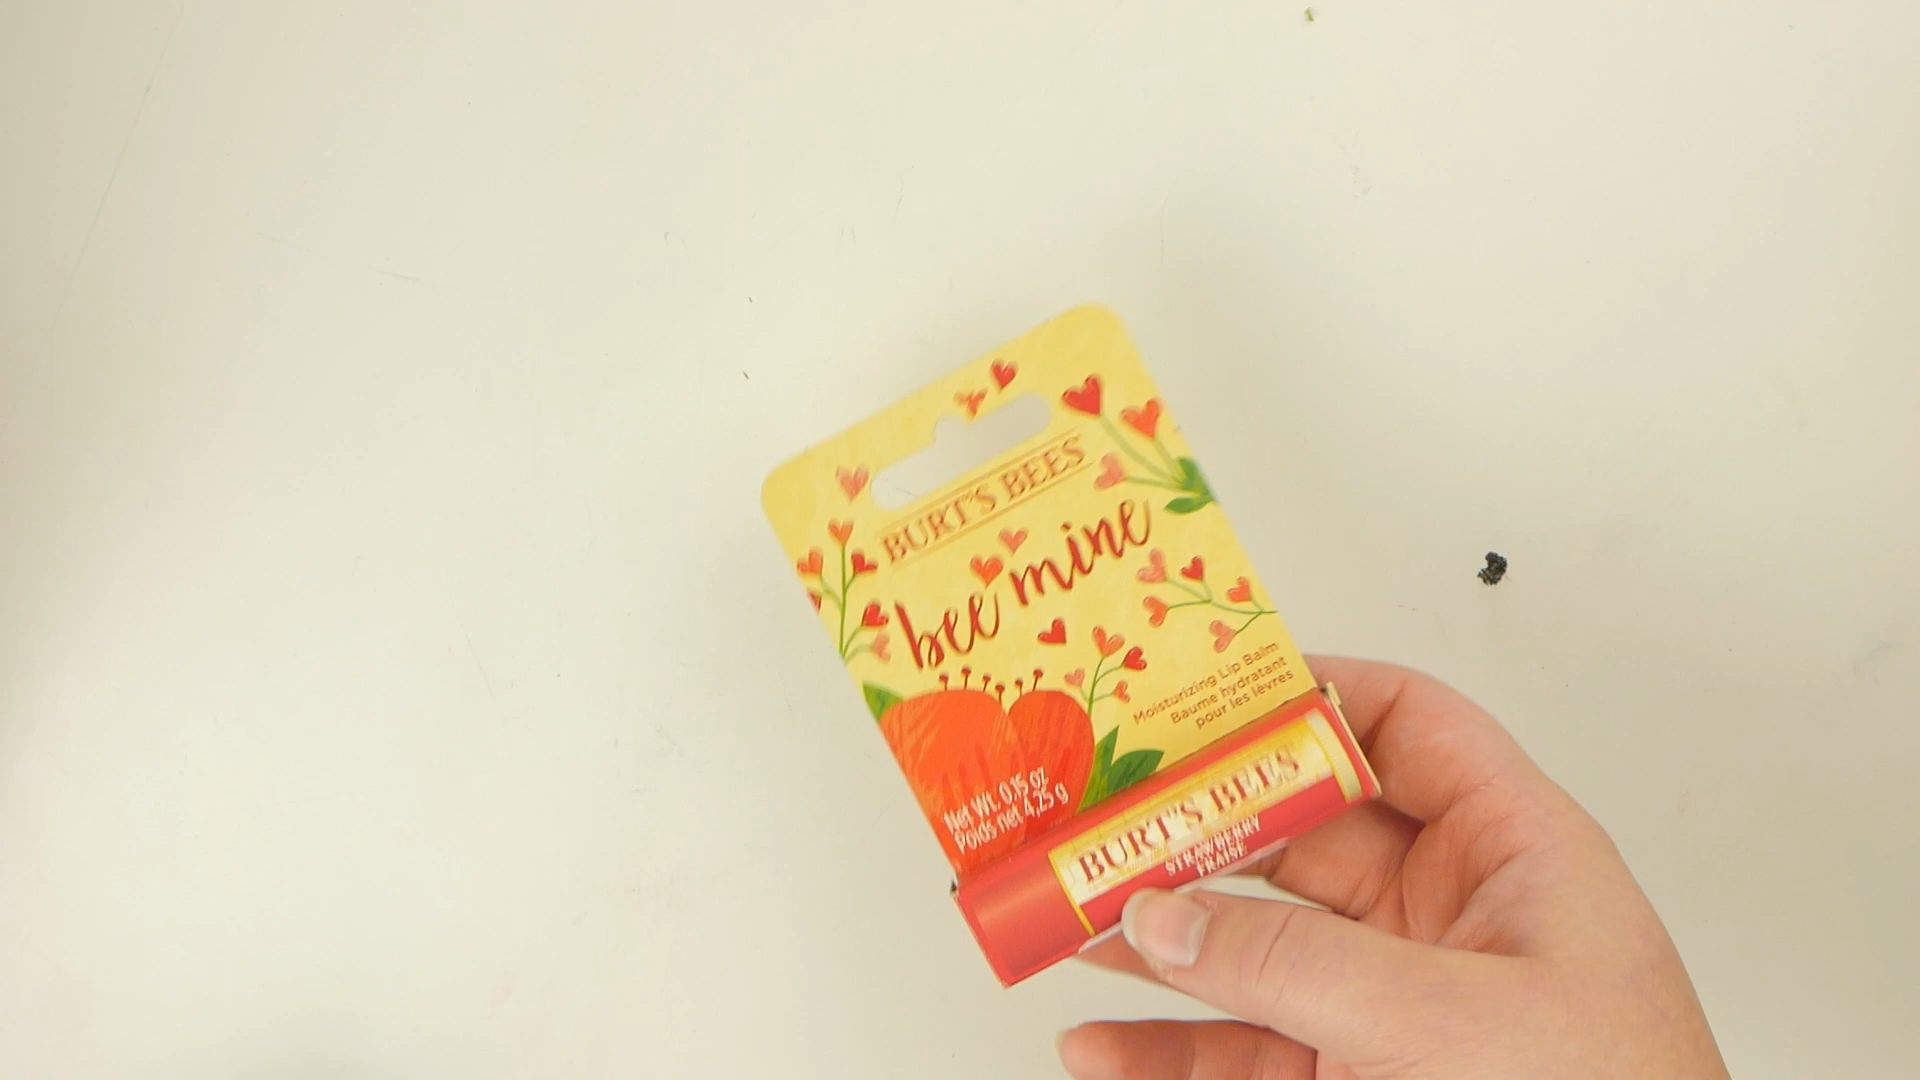 BURT'S BEES
bee mine
Moisturizing Lip Balm
Baume hydratant
pour les lèvres
Net Wt. 0.15 oz
Poids net 4,25 g
BURT'S BEES
STRAWBERRY
FRAISE